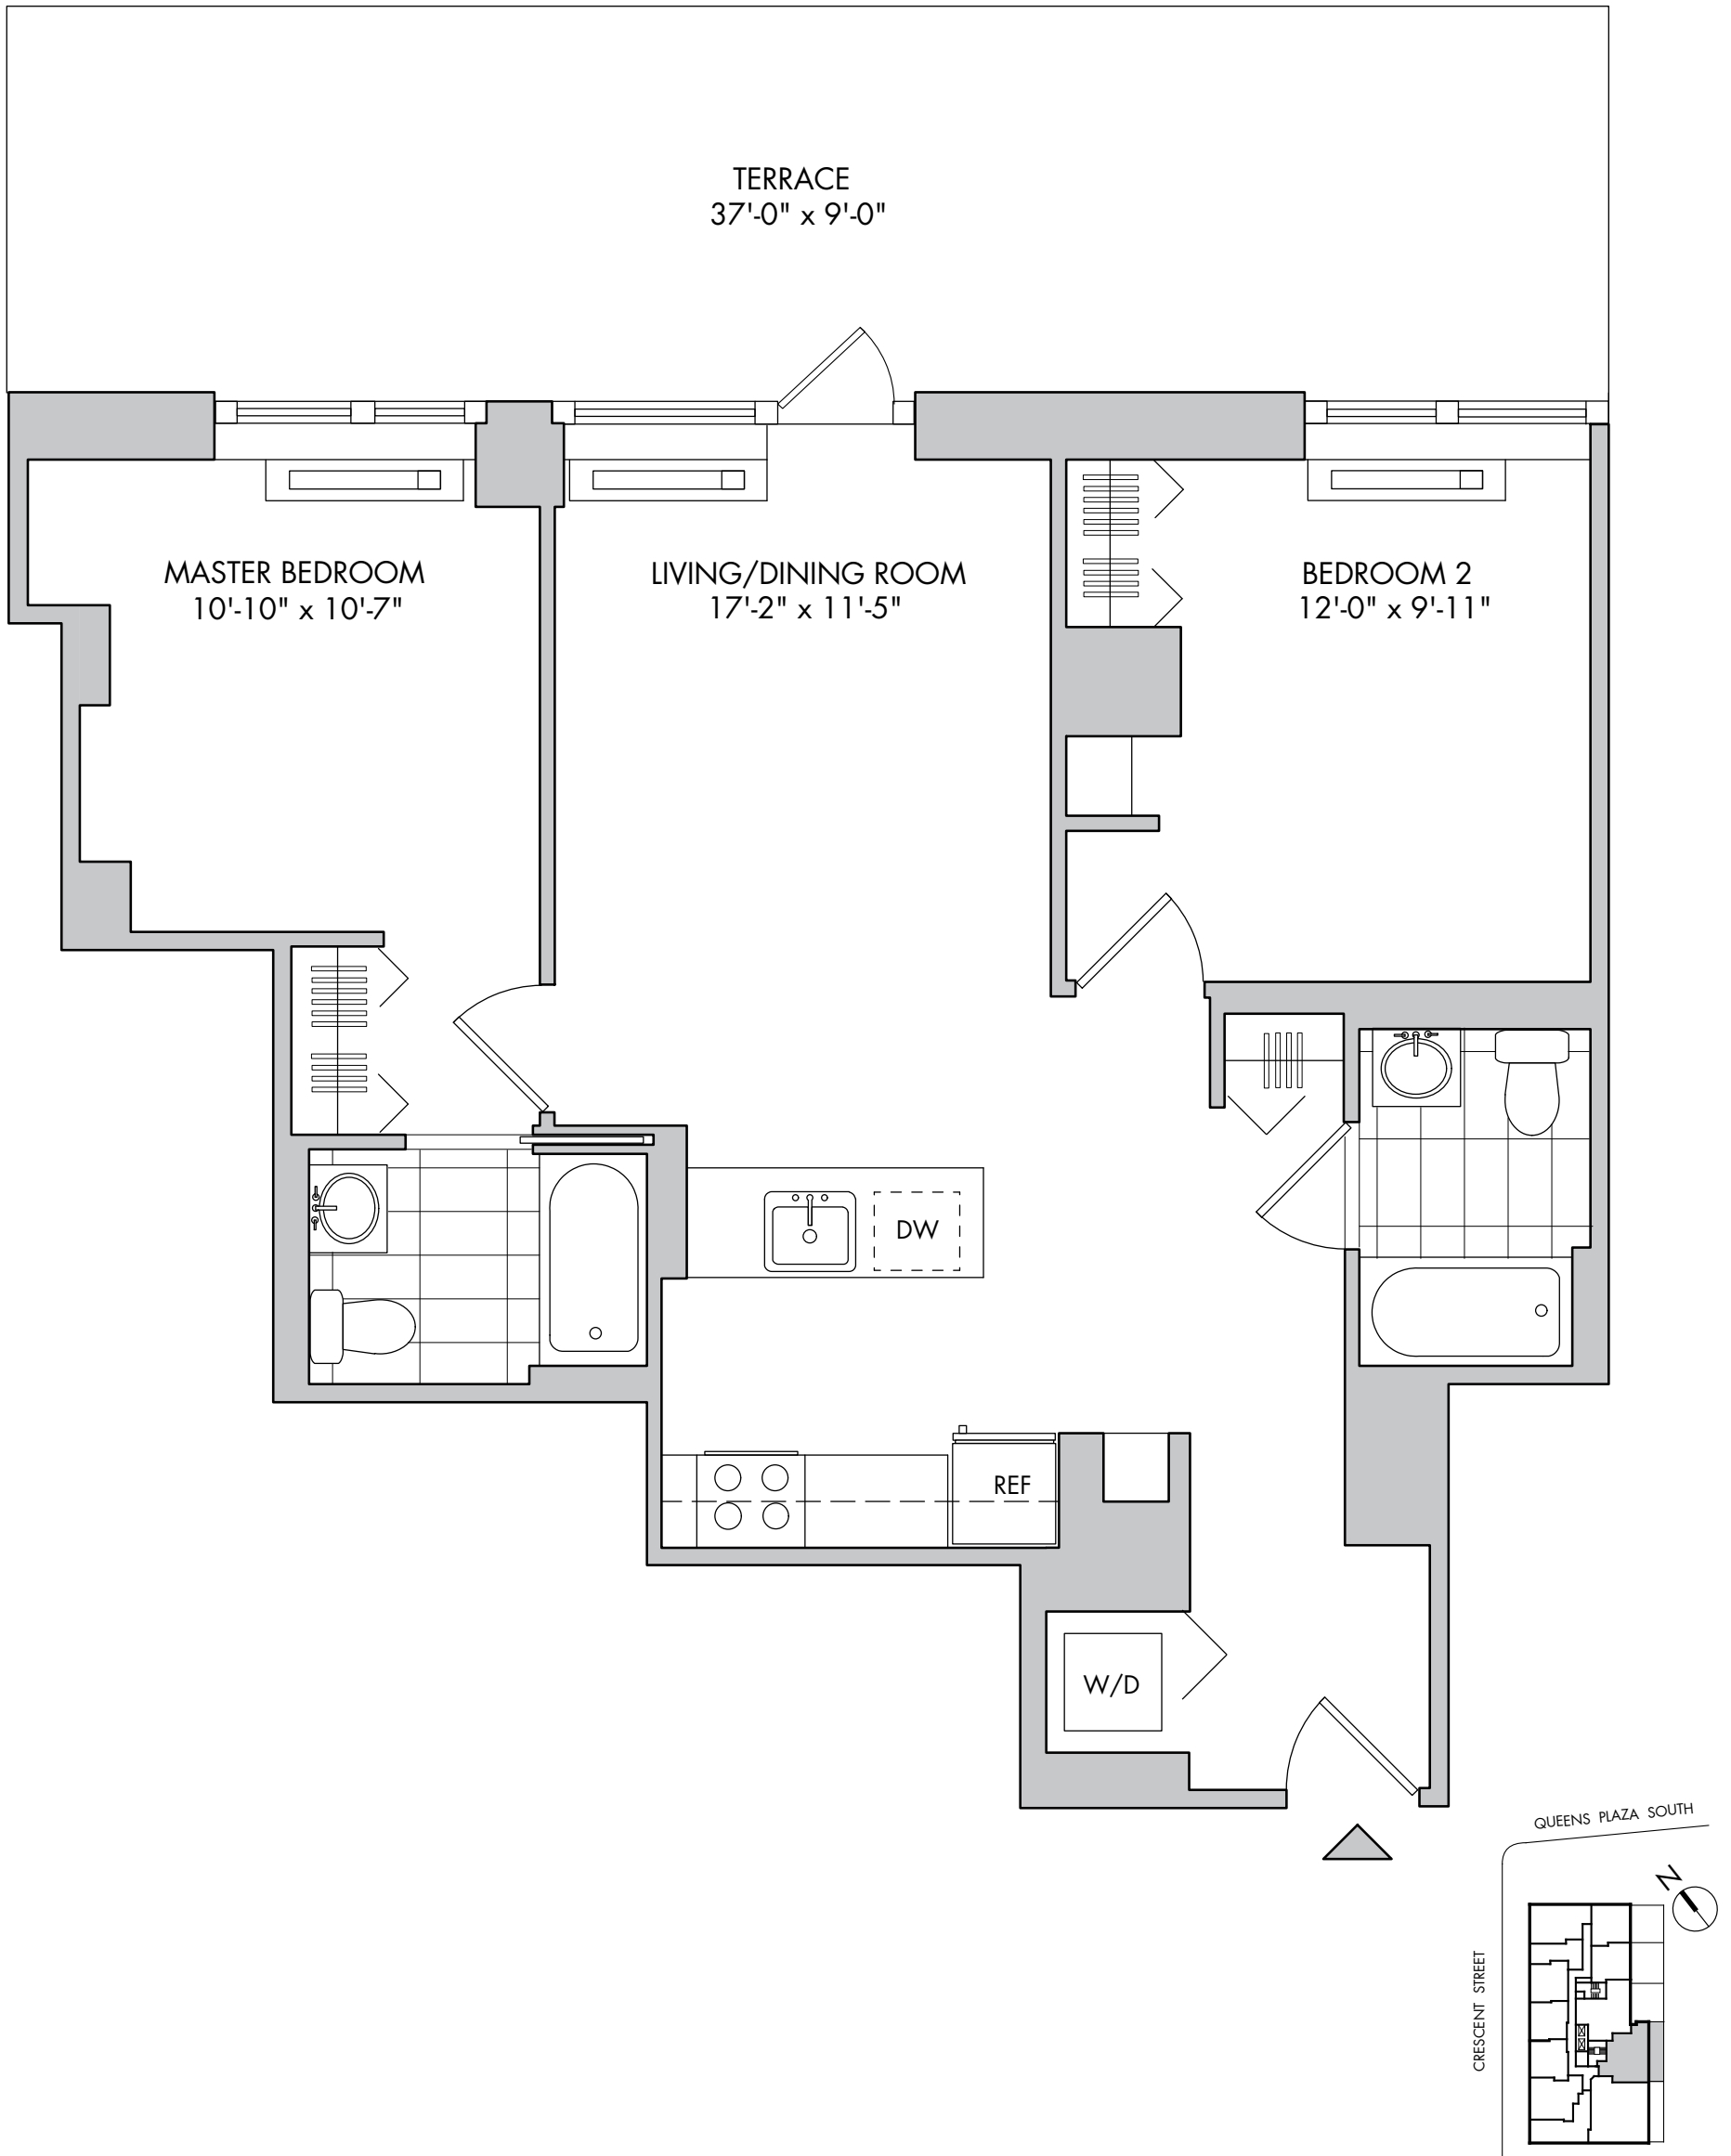 TERRACE
37'-0" x 9'-0"
MASTER BEDROOM
10'-10" x 10'-7"
LIVING/DINING ROOM
17'-2" x 11'-5"
BEDROOM 2
12'-0" x 9'-11"
DW
REF
W/D
QUEENS PLAZA SOUTH
N
CRESCENT STREET